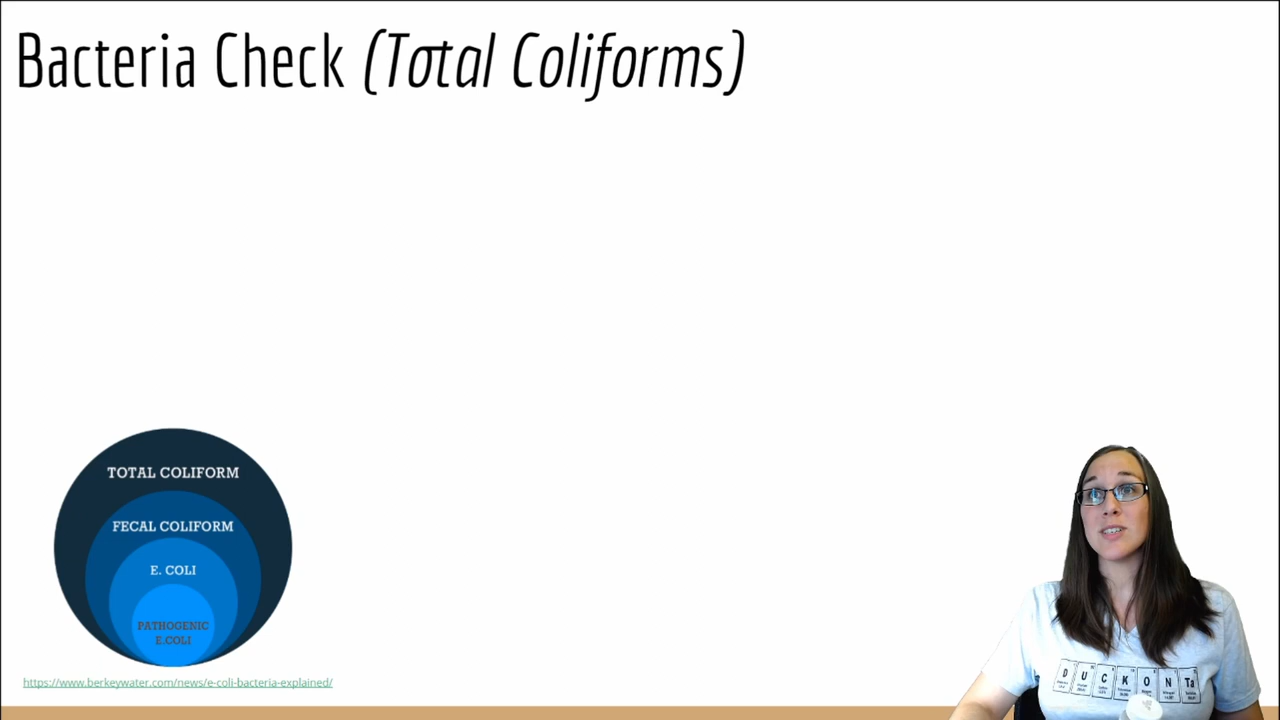 Bacteria Check (Total Coliforms)
TOTAL COLIFORM
FECAL COLIFORM
E. COLI
PATHOGENIC
E.COLI
https://www.berkeywater.com/news/e-coli-bacteria-explained/
D U C K O N Ta